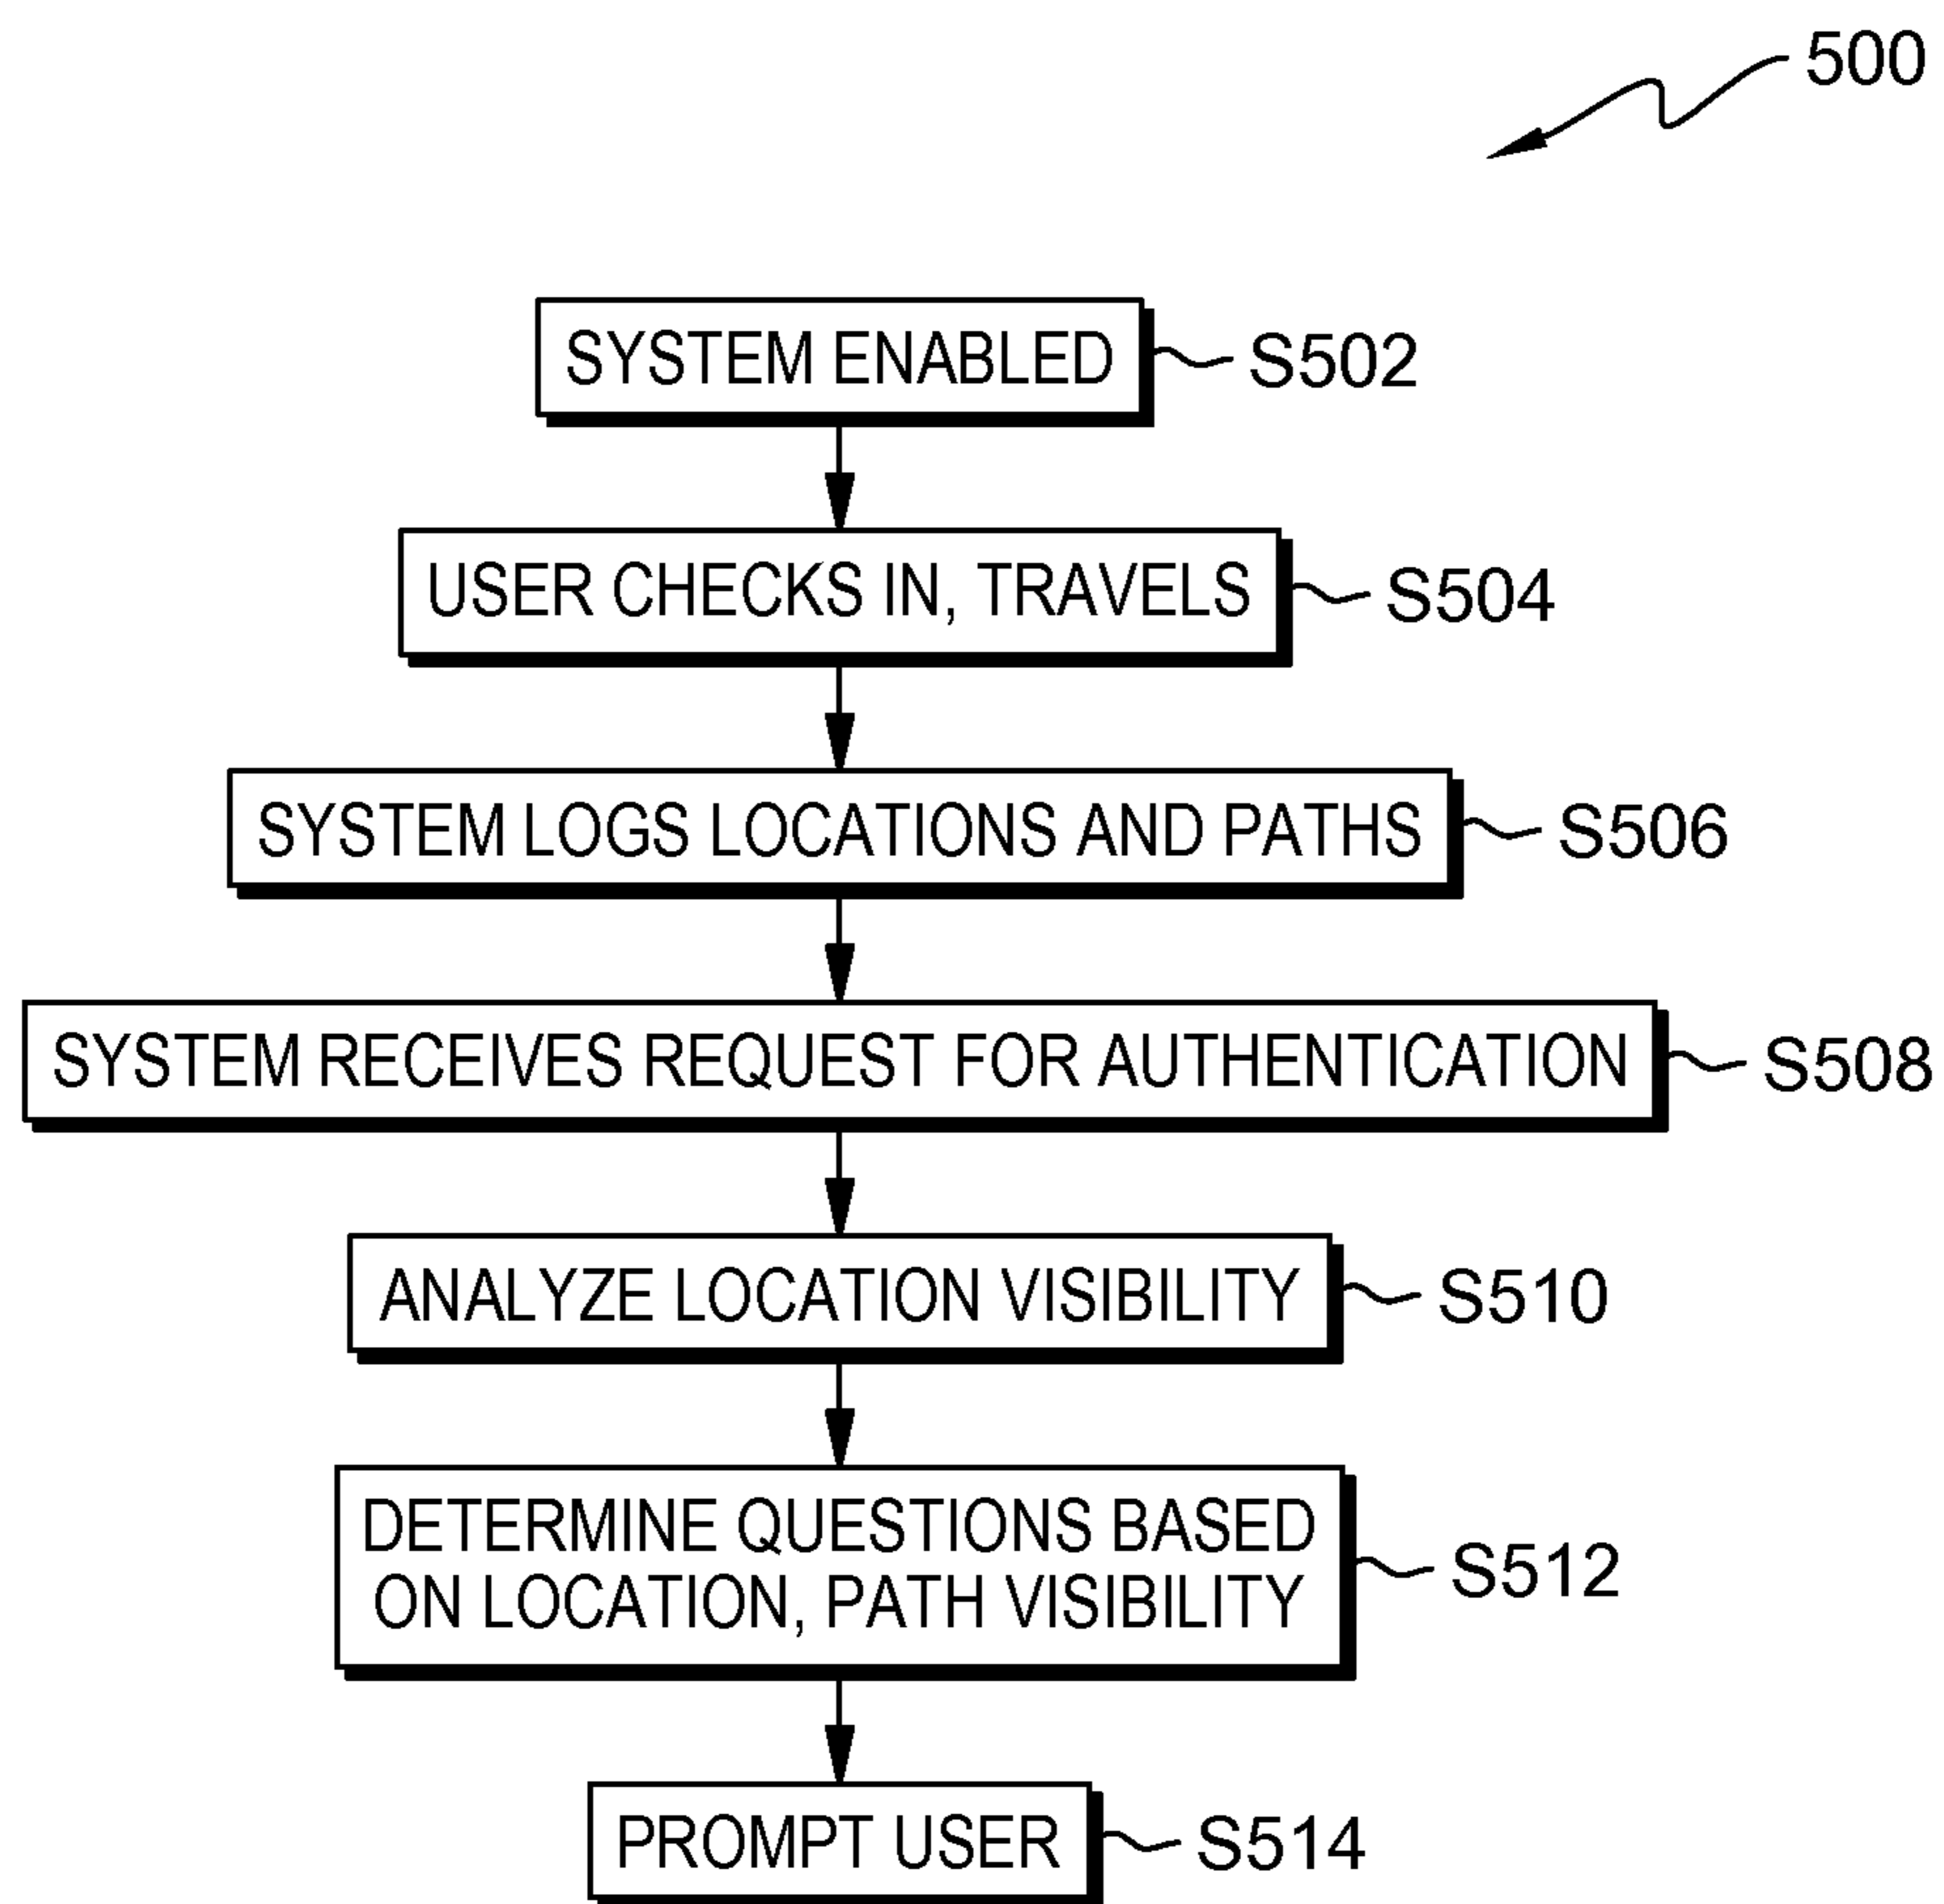 500
SYSTEM ENABLED
S502
USER CHECKS IN, TRAVELS
S504
SYSTEM LOGS LOCATIONS AND PATHS
S506
SYSTEM RECEIVES REQUEST FOR AUTHENTICATION
S508
ANALYZE LOCATION VISIBILITY
S510
DETERMINE QUESTIONS BASED
ON LOCATION, PATH VISIBILITY
S512
PROMPT USER
S514